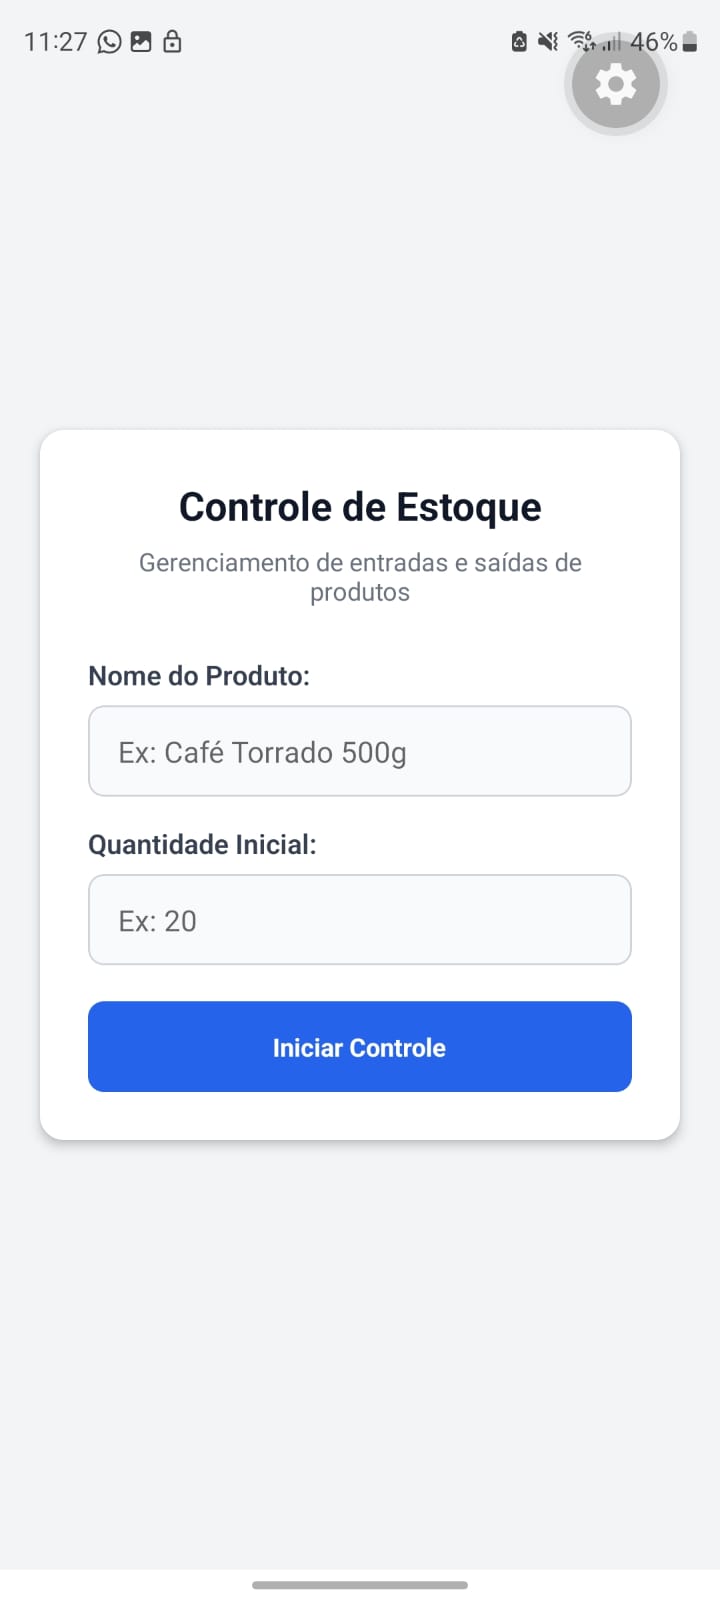 11:27
46%
Controle de Estoque
Gerenciamento de entradas e saídas de
produtos
Nome do Produto:
Ex: Café Torrado 500g
Quantidade Inicial:
Ex: 20
Iniciar Controle